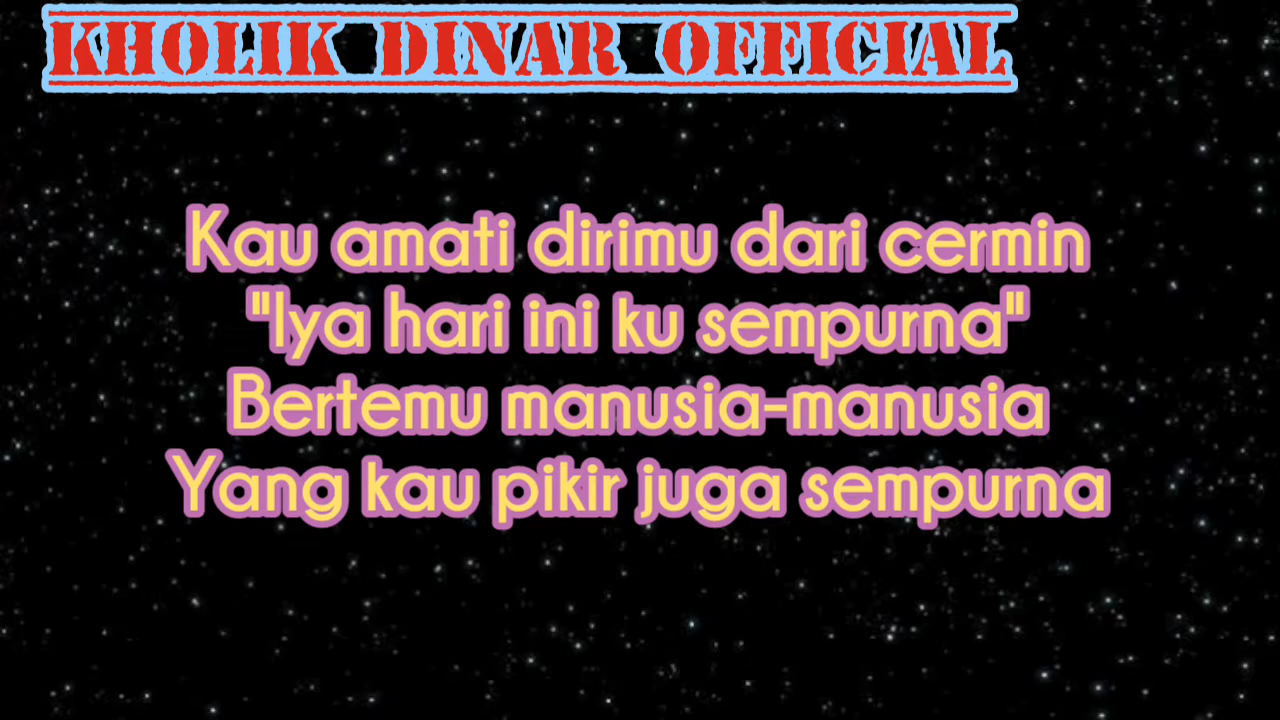 KHOLIK DINAR OFFICIAL
Kau amati dirimu dari cermin
"Iya hari ini ku sempurna"
Bertemu manusia-manusia
Yang kau pikir juga sempurna